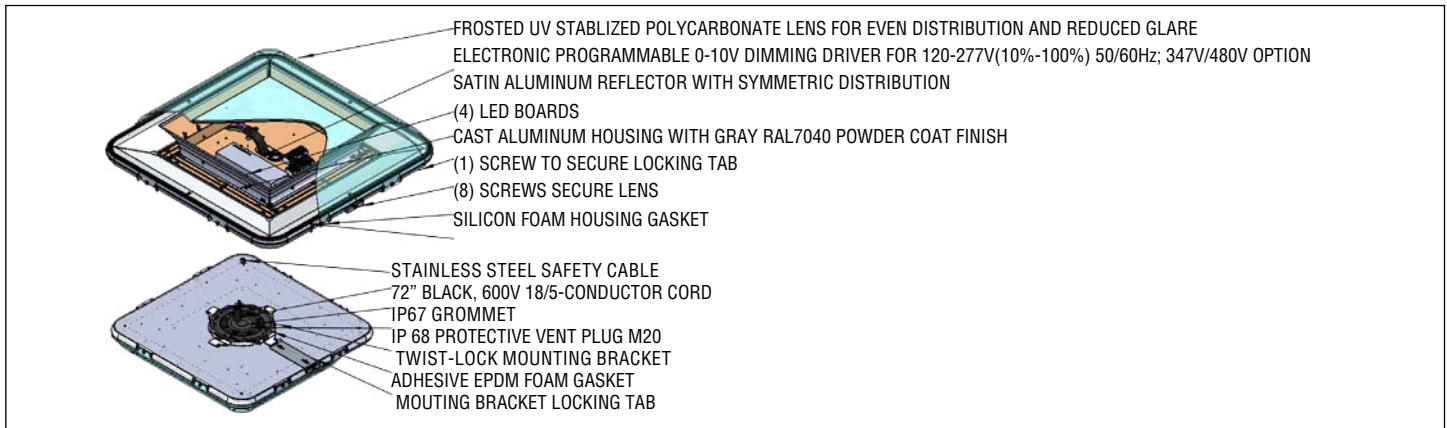 FROSTED UV STABLIZED POLYCARBONATE LENS FOR EVEN DISTRIBUTION AND REDUCED GLARE
ELECTRONIC PROGRAMMABLE 0-10V DIMMING DRIVER FOR 120-277V(10%-100%) 50/60Hz; 347V/480V OPTION
SATIN ALUMINUM REFLECTOR WITH SYMMETRIC DISTRIBUTION
(4) LED BOARDS
CAST ALUMINUM HOUSING WITH GRAY RAL7040 POWDER COAT FINISH
(1) SCREW TO SECURE LOCKING TAB
(8) SCREWS SECURE LENS
SILICON FOAM HOUSING GASKET
STAINLESS STEEL SAFETY CABLE
72” BLACK, 600V 18/5-CONDUCTOR CORD
IP67 GROMMET
IP 68 PROTECTIVE VENT PLUG M20
TWIST-LOCK MOUNTING BRACKET
ADHESIVE EPDM FOAM GASKET
MOUTING BRACKET LOCKING TAB